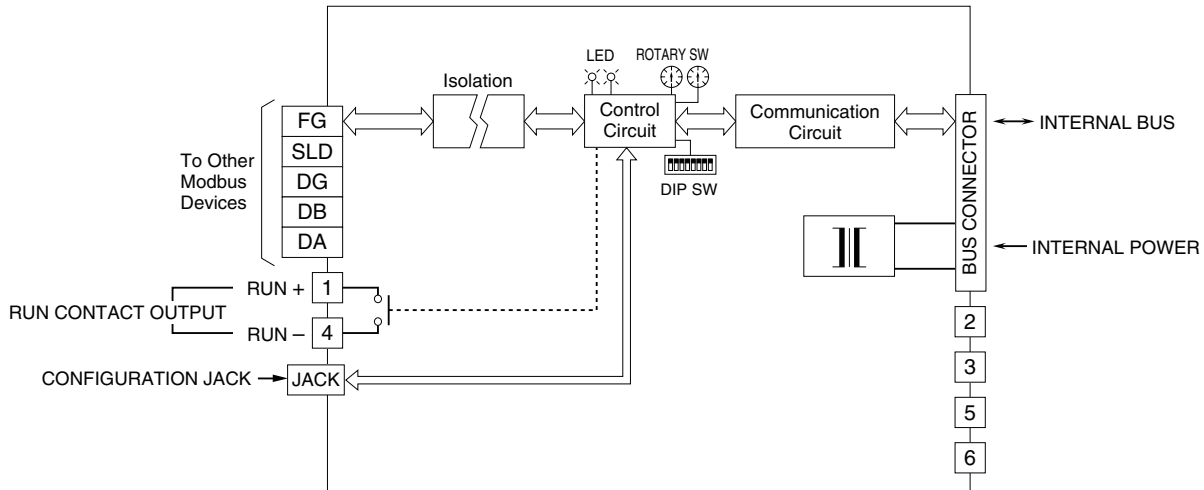 LED
ROTARY SW
Isolation
Control
Circuit
Communication
Circuit
DIP SW
To Other
Modbus
Devices
FG
SLD
DG
DB
DA
RUN CONTACT OUTPUT
RUN +
1
RUN –
4
CONFIGURATION JACK
JACK
BUS CONNECTOR
INTERNAL BUS
INTERNAL POWER
2
3
5
6